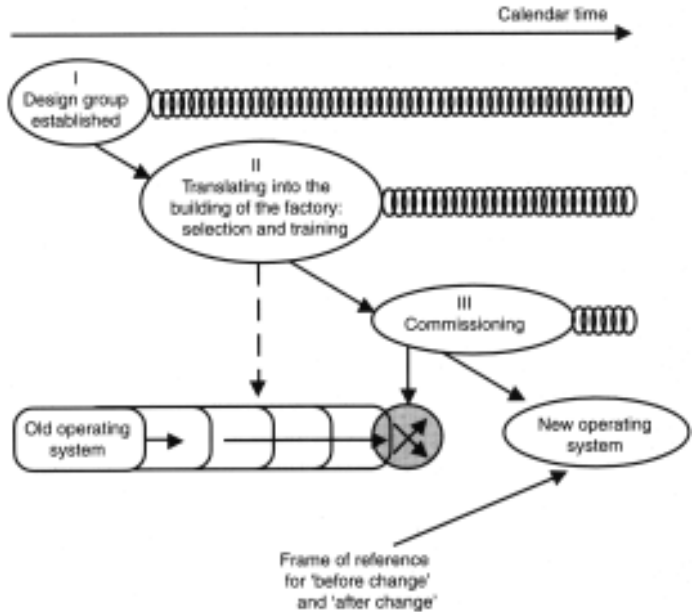 Calendar time
I
Design group
established
II
Translating into the
building of the factory:
selection and training
III
Commissioning
Old operating
system
New operating
system
Frame of reference
for 'before change'
and 'after change'